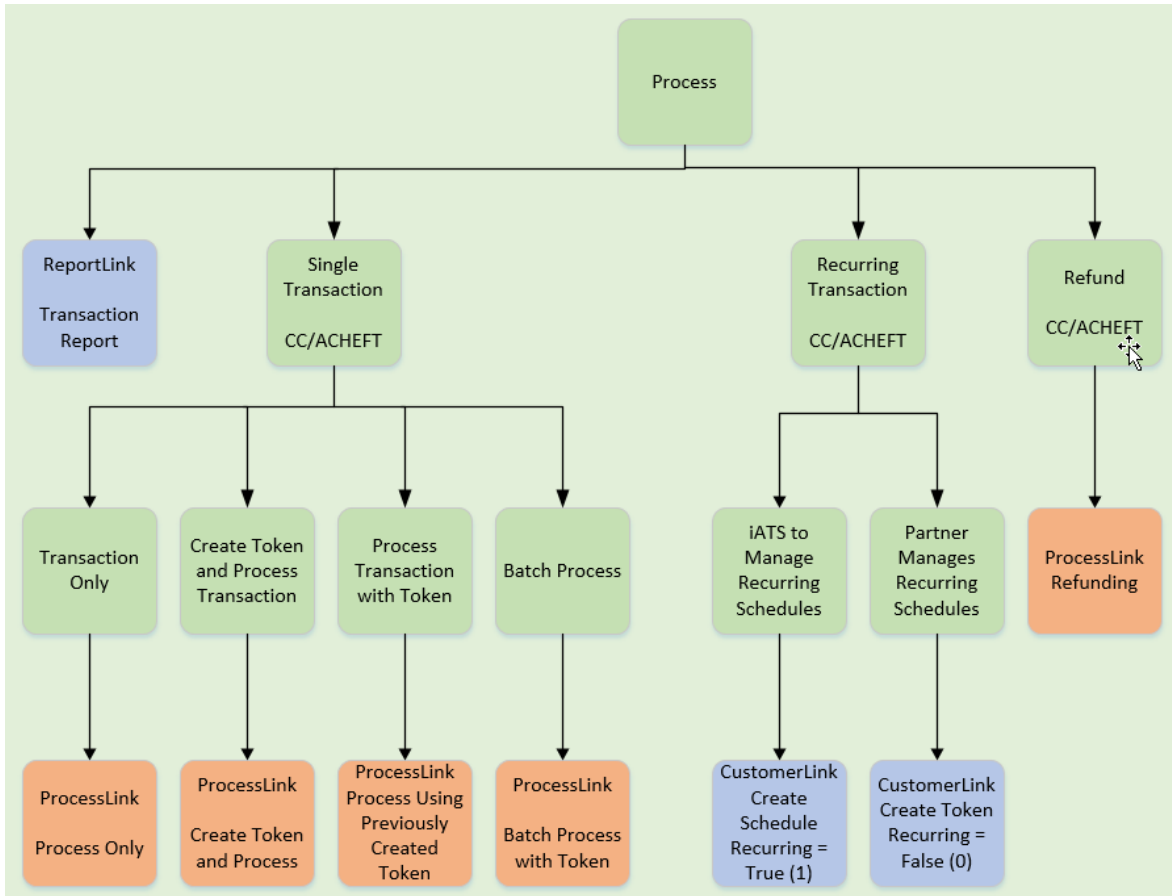 Process
ReportLink
Transaction
Report
Single
Transaction
CC/ACHEFT
Recurring
Transaction
CC/ACHEFT
Refund
CC/ACHEFT
Transaction
Only
Create Token
and Process
Transaction
Process
Transaction
with Token
Batch Process
iATS to
Manage
Recurring
Schedules
Partner
Manages
Recurring
Schedules
ProcessLink
Refunding
ProcessLink
Process Only
ProcessLink
Create Token
and Process
ProcessLink
Process Using
Previously
Created
Token
ProcessLink
Batch Process
with Token
CustomerLink
Create
Schedule
Recurring =
True (1)
CustomerLink
Create Token
Recurring =
False (0)